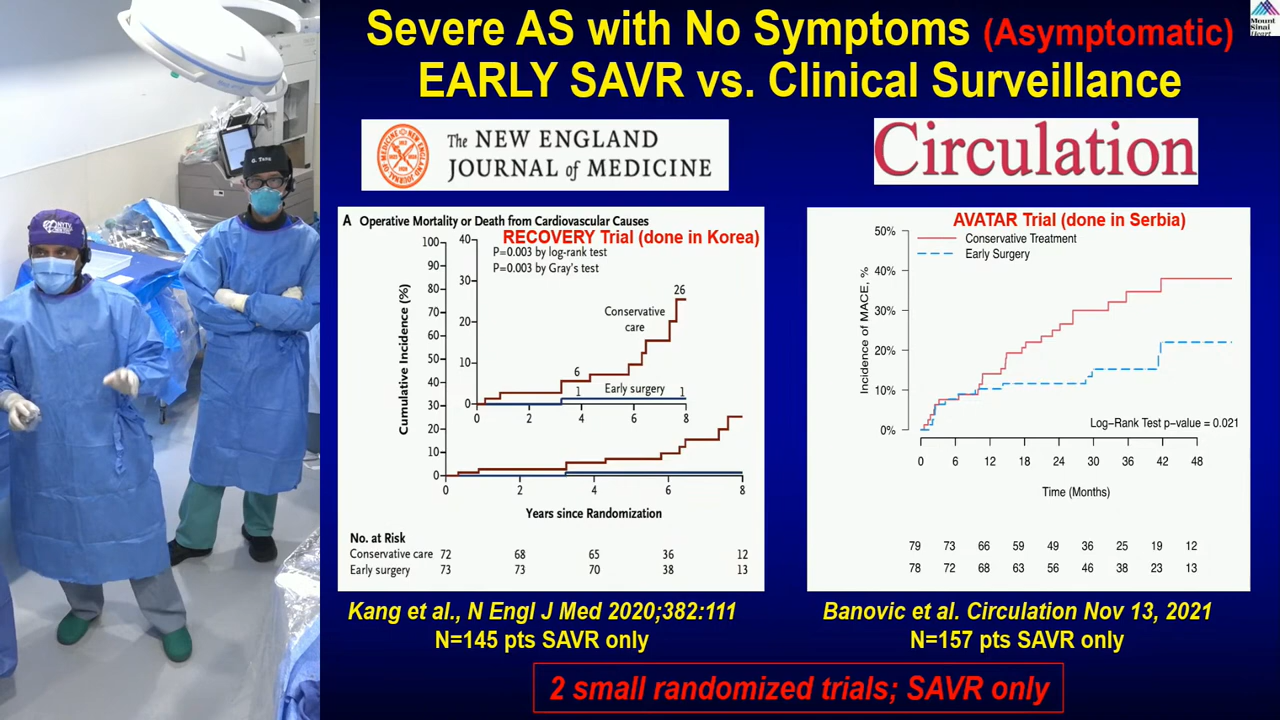 Severe AS with No Symptoms (Asymptomatic)
EARLY SAVR vs. Clinical Surveillance
Mount
Sinai
Heart
G. TANG
The NEW ENGLAND
JOURNAL of MEDICINE
Circulation
A Operative Mortality or Death from Cardiovascular Causes
RECOVERY Trial (done in Korea)
P=0.003 by log-rank test
P=0.003 by Gray's test
Cumulative Incidence (%)
100
90
80
70
60
50
40
30
20
10
0
40
30
20
10
0
26
Conservative
care
6
1 Early surgery 1
0 2 4 6 8
0 2 4 6 8
Years since Randomization
No. at Risk
Conservative care 72 68 65 36 12
Early surgery 73 73 70 38 13
AVATAR Trial (done in Serbia)
Conservative Treatment
Early Surgery
Incidence of MACE, %
50%
40%
30%
20%
10%
0%
Log-Rank Test p-value = 0.021
0 6 12 18 24 30 36 42 48
Time (Months)
79 73 66 59 49 36 25 19 12
78 72 68 63 56 46 38 23 13
Kang et al., N Engl J Med 2020;382:111
N=145 pts SAVR only
Banovic et al. Circulation Nov 13, 2021
N=157 pts SAVR only
2 small randomized trials; SAVR only